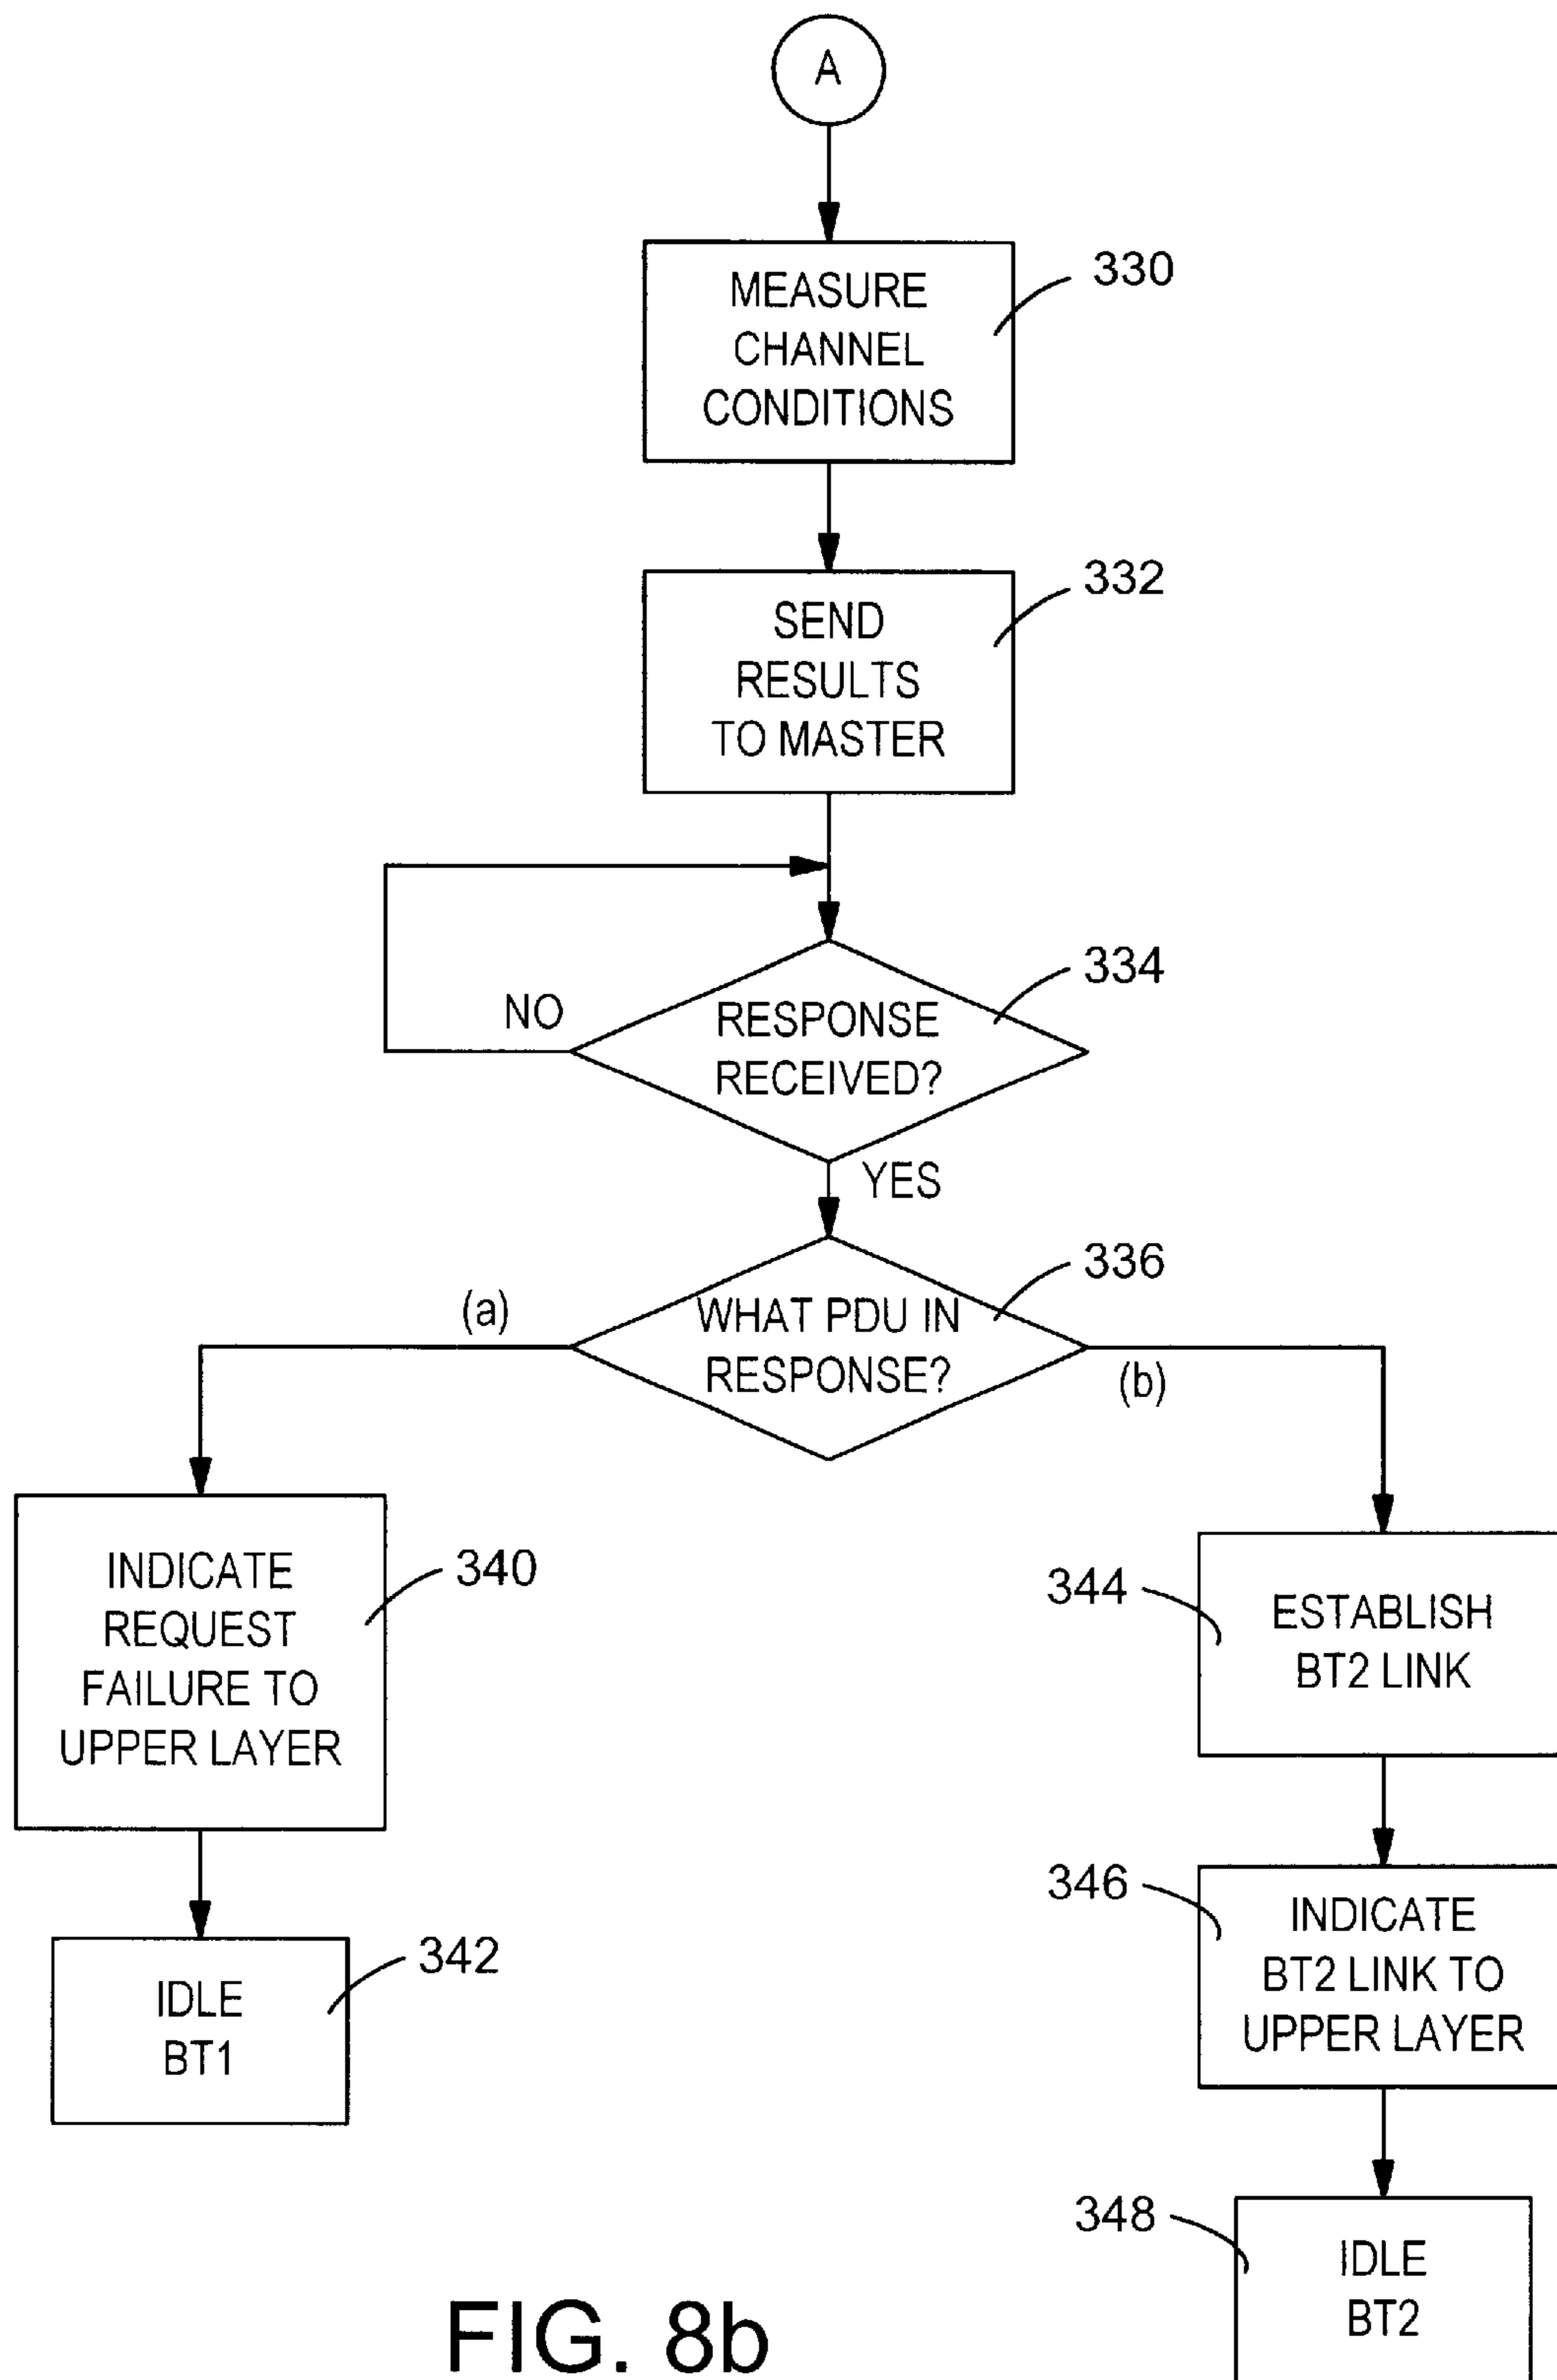 A
MEASURE
CHANNEL
CONDITIONS
330
SEND
RESULTS
TO MASTER
332
RESPONSE
RECEIVED?
334
NO
YES
WHAT PDU IN
RESPONSE?
336
(a)
(b)
INDICATE
REQUEST
FAILURE TO
UPPER LAYER
340
IDLE
BT1
342
344
ESTABLISH
BT2 LINK
346
INDICATE
BT2 LINK TO
UPPER LAYER
348
IDLE
BT2
FIG. 8b